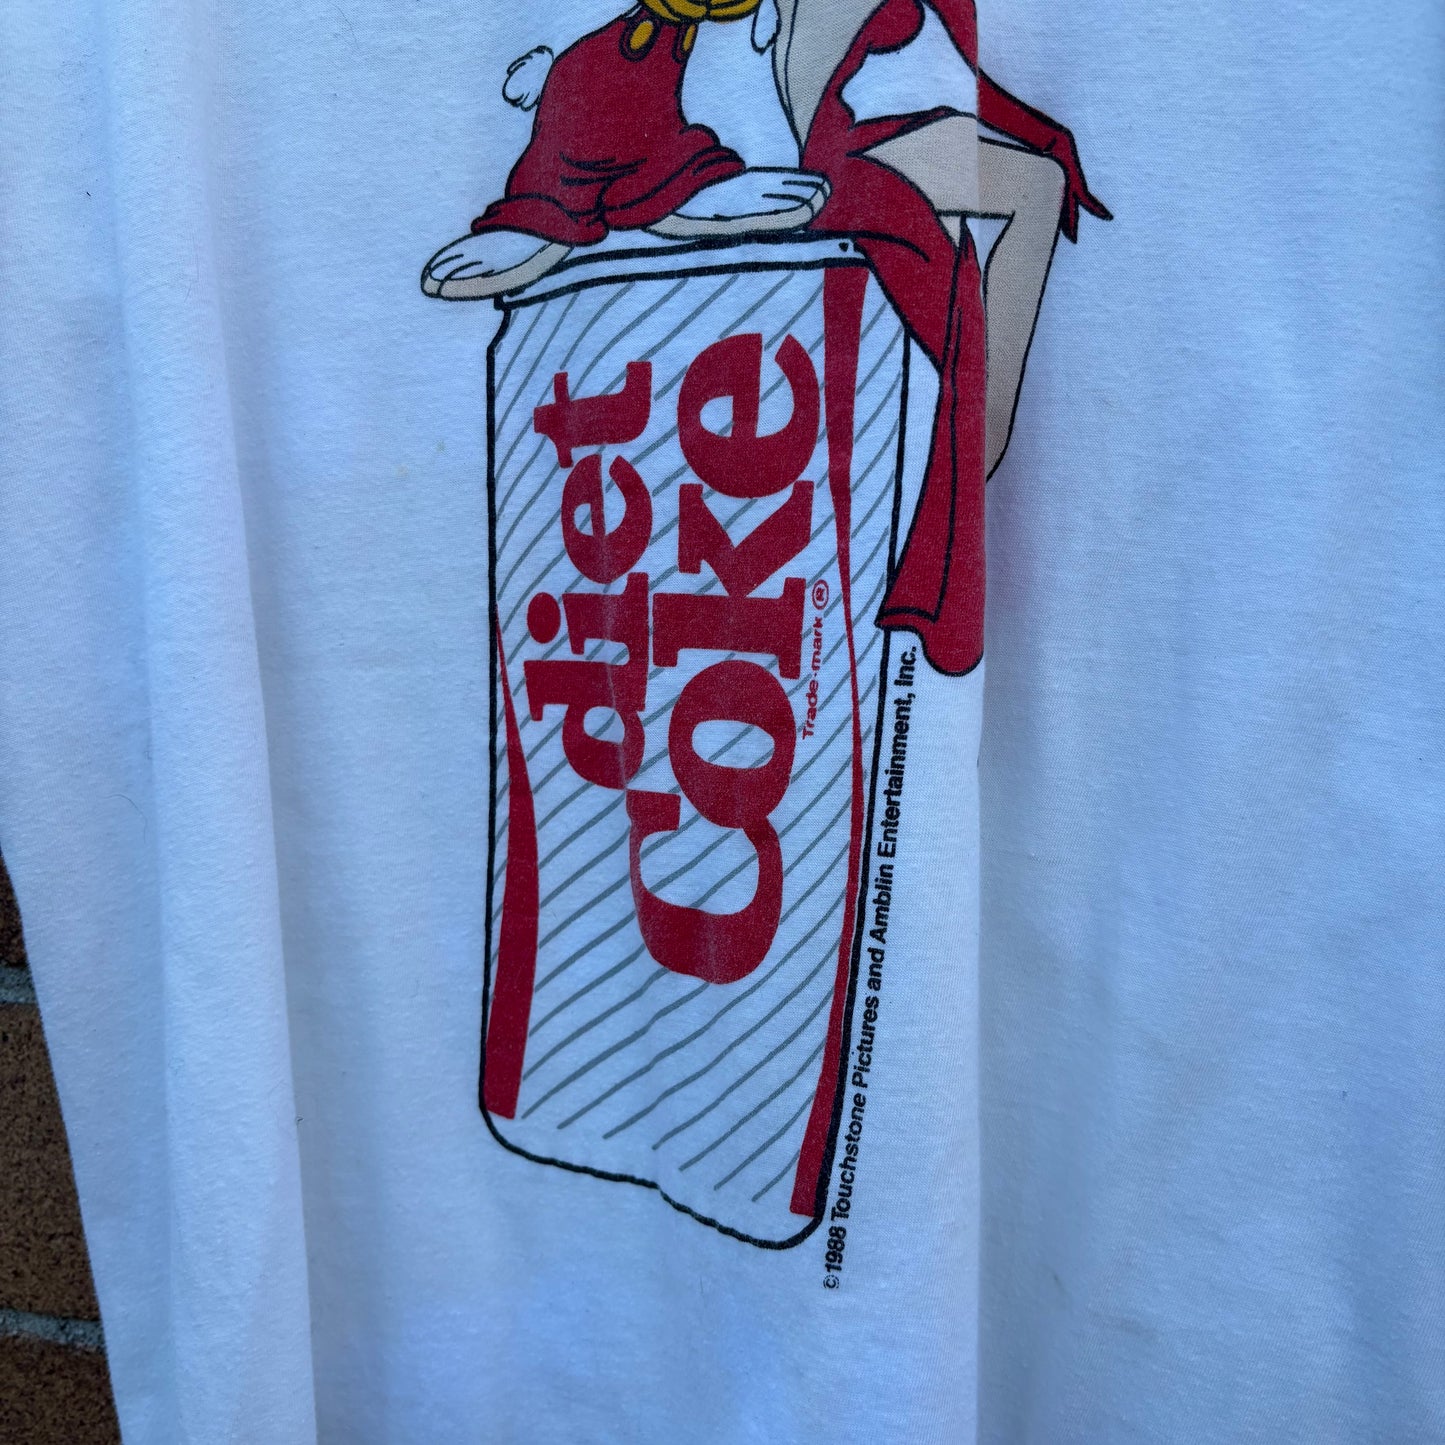 diet
Coke
Trade-mark ®
©1988 Touchstone Pictures and Amblin Entertainment, Inc.